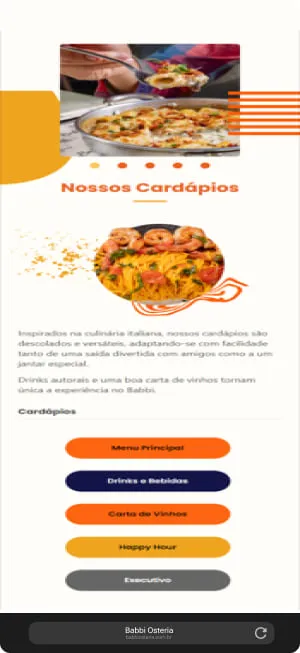 Nossos Cardápios
Inspirados na culinária italiana, nossos cardápios são
descolados e versáteis, adaptando-se com facilidade
tanto de uma saída divertida com amigos como a um
jantar especial.
Drinks autorais e uma boa carta de vinhos tornam
única a experiência no Babbi.
Cardápios
Menu Principal
Drinks e Bebidas
Carta de Vinhos
Happy Hour
Executivo
Babbi Osteria
babbiosteria.com.br